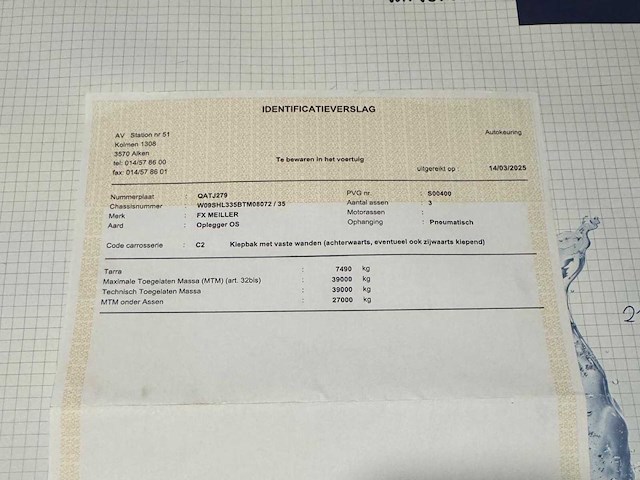 IDENTIFICATIEVERSLAG
AV Station nr 51
Kolmen 1308
3570 Alken
tel: 014/57 86 00
fax: 014/57 86 01
Autokeuring
Te bewaren in het voertuig
uitgereikt op : 14/03/2025
Nummerplaat : QATJ279
Chassisnummer : W09SHL335BTM08072 / 35
Merk : FX MEILLER
Aard : Oplegger OS
PVG nr. : S00400
Aantal assen : 3
Motorassen :
Ophanging : Pneumatisch
Code carrosserie : C2 Kiepbak met vaste wanden (achterwaarts, eventueel ook zijwaarts kiepend)
Tarra : 7490 kg
Maximale Toegelaten Massa (MTM) (art. 32bis) : 39000 kg
Technisch Toegelaten Massa : 39000 kg
MTM onder Assen : 27000 kg